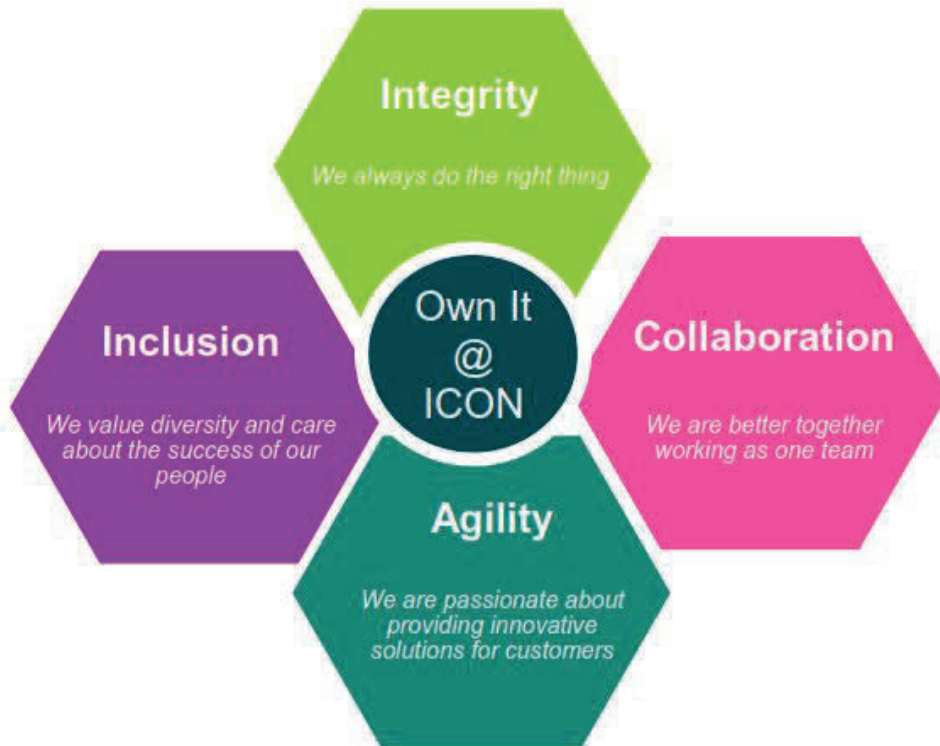 Integrity
We always do the right thing
Own It
@
ICON
Inclusion
We value diversity and care
about the success of our
people
Collaboration
We are better together
working as one team
Agility
We are passionate about
providing innovative
solutions for customers